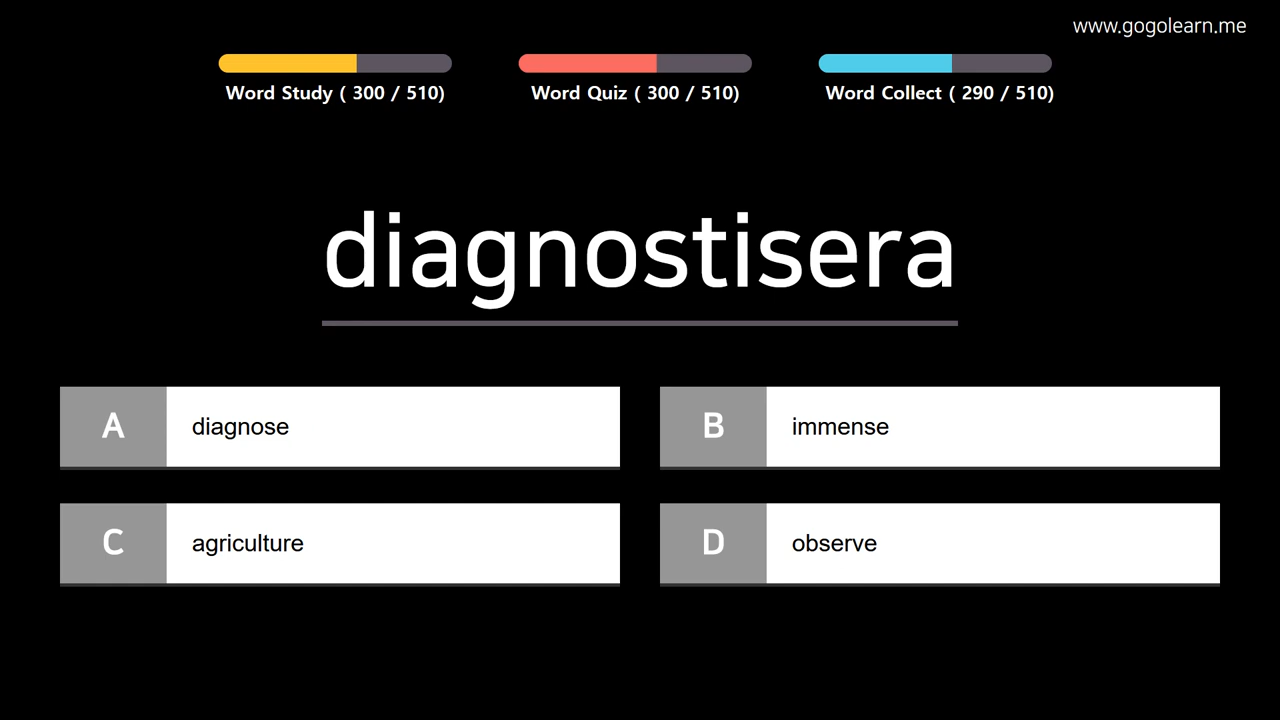 www.gogolearn.me
Word Study ( 300 / 510)
Word Quiz ( 300 / 510)
Word Collect ( 290 / 510)
diagnostisera
A diagnose
B immense
C agriculture
D observe